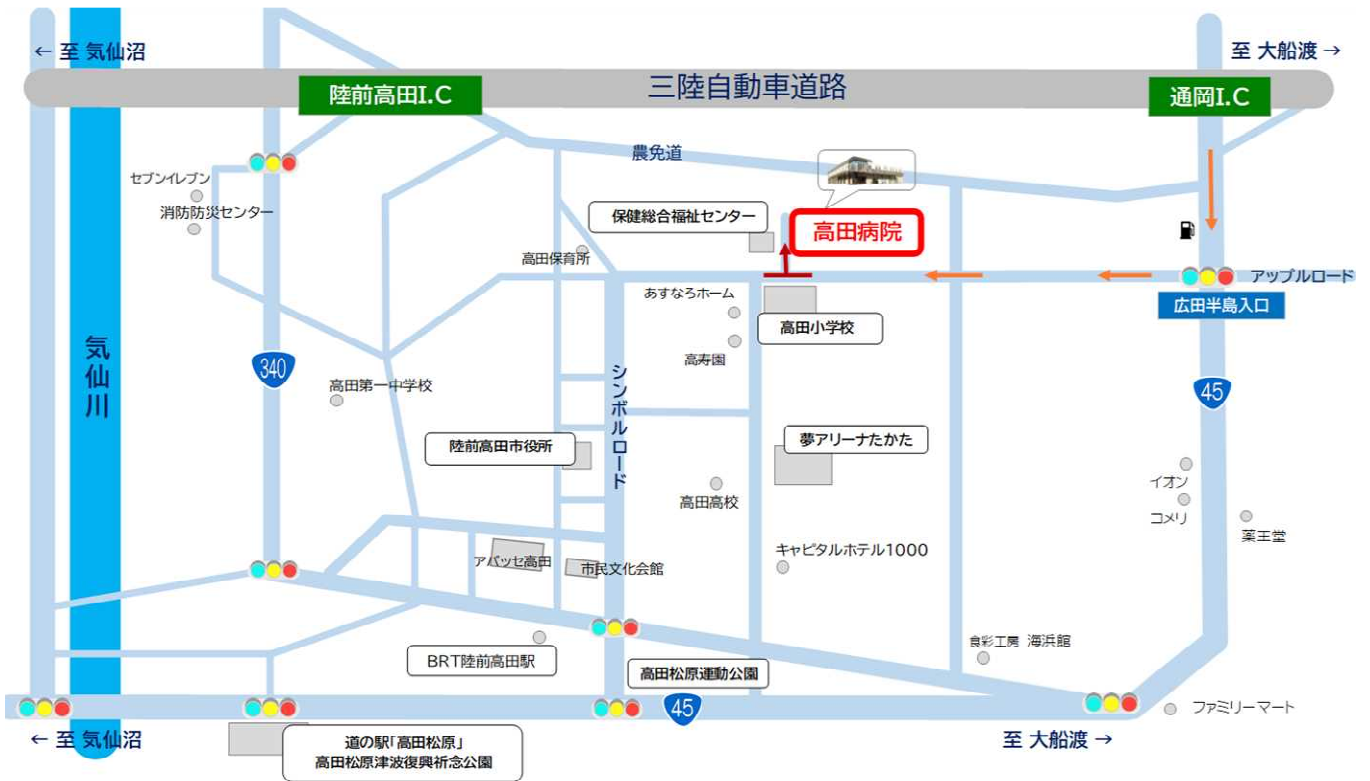 ← 至 気仙沼
至 大船渡 →
陸前高田I.C
三陸自動車道路
通岡I.C
農免道
セブンイレブン
消防防災センター
保健総合福祉センター
高田病院
高田保育所
アップルロード
あすなろホーム
広田半島入口
高田小学校
気仙川
340
高寿園
シンボルロード
高田第一中学校
45
陸前高田市役所
夢アリーナたかた
イオン
高田高校
コメリ
薬王堂
アバッセ高田
市民文化会館
キャピタルホテル1000
食彩工房 海浜館
BRT陸前高田駅
高田松原運動公園
45
ファミリーマート
← 至 気仙沼
道の駅「高田松原」
高田松原津波復興祈念公園
至 大船渡 →